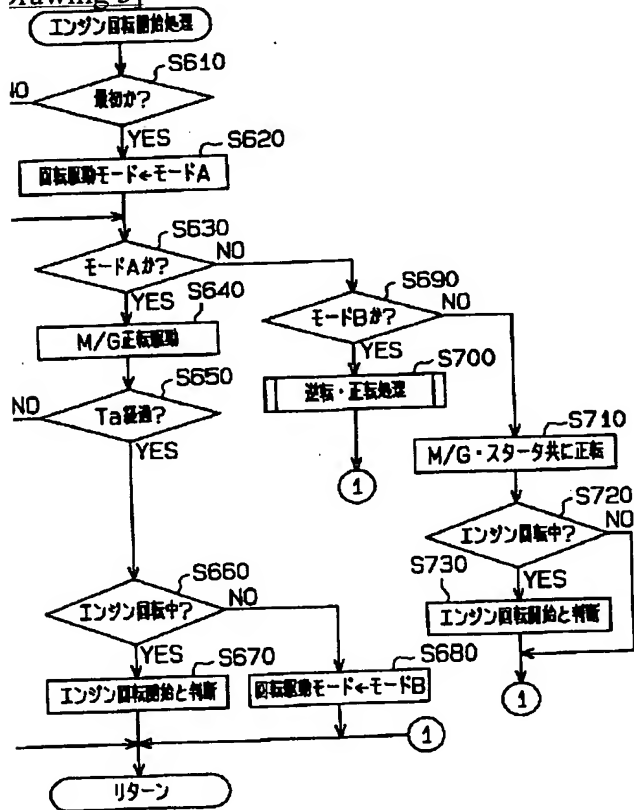 エンジン回転開始処理
S610
NO
最初か?
YES
S620
回転駆動モード←モードA
S630
モードAか?
NO
YES
S640
M/G正転駆動
S650
NO
Ta経過?
YES
S660
エンジン回転中?
NO
YES
S670
エンジン回転開始と判断
S680
回転駆動モード←モードB
1
リターン
S690
モードBか?
NO
YES
S700
逆転・正転処理
1
S710
M/G・スタータ共に正転
S720
エンジン回転中?
NO
YES
S730
エンジン回転開始と判断
1